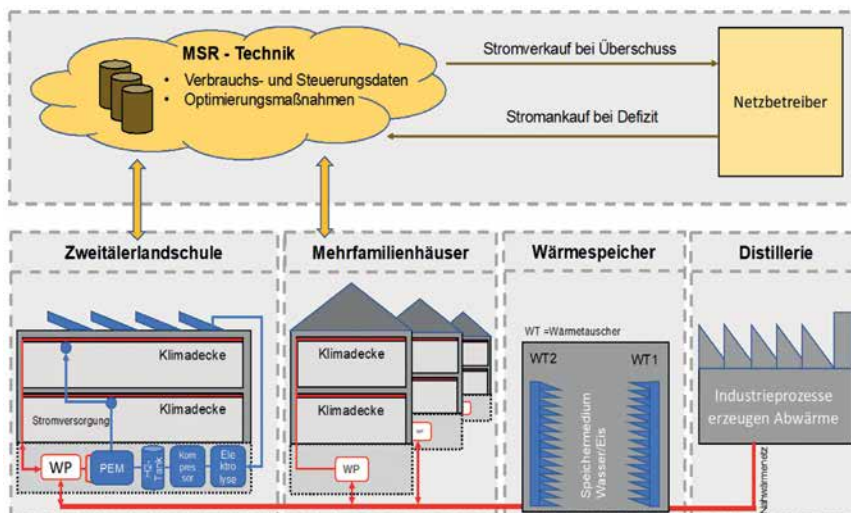 MSR - Technik
• Verbrauchs- und Steuerungsdaten
• Optimierungsmaßnahmen
Stromverkauf bei Überschuss
Stromankauf bei Defizit
Netzbetreiber
Zweitälerlandschule
Mehrfamilienhäuser
Wärmespeicher
Distillerie
Klimadecke
Klimadecke
Stromversorgung
WP
PEM
H2-
Tank
Kom
pres
sor
Ele
ktro
lyse
Klimadecke
Klimadecke
WP
WP
WT =Wärmetauscher
WT2
WT1
Speichermedium
Wasser/Eis
Industrieprozesse
erzeugen Abwärme
Nahwärmenetz